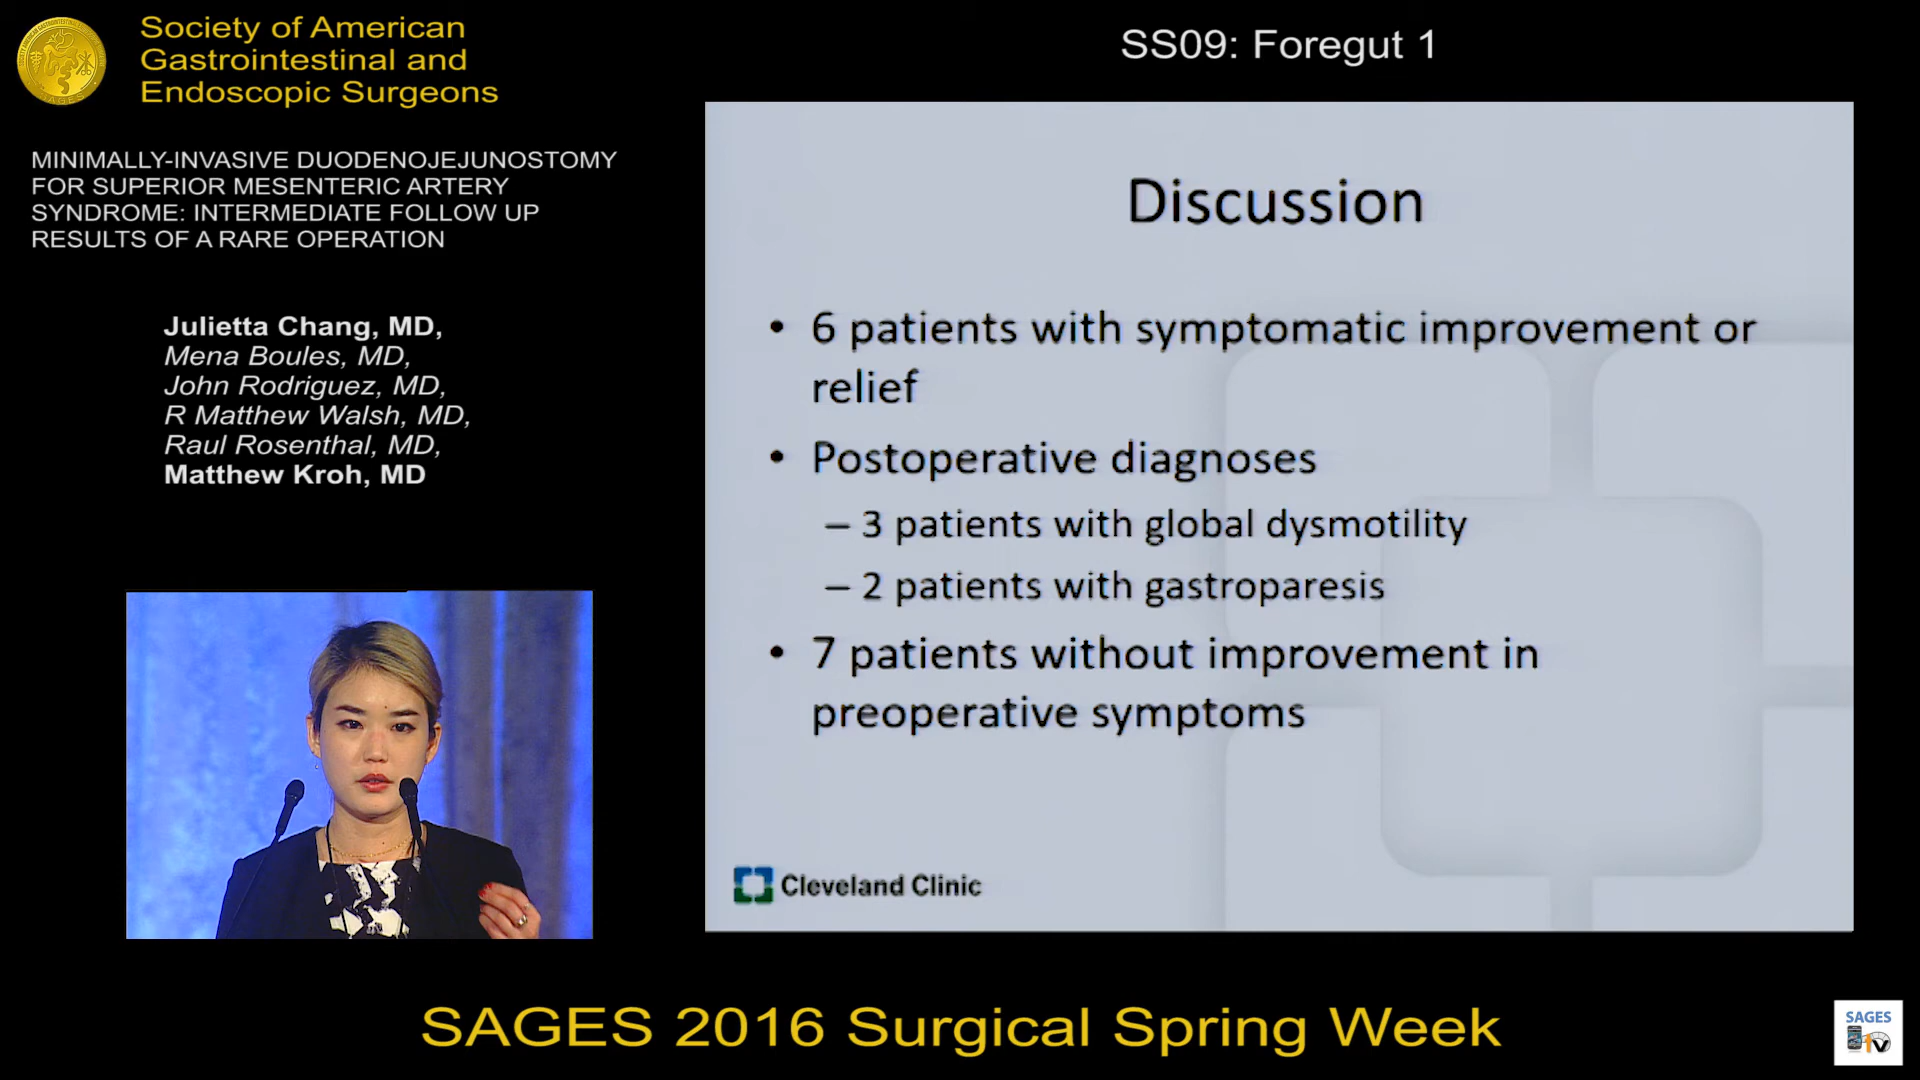 Society of American
Gastrointestinal and
Endoscopic Surgeons
SS09: Foregut 1
MINIMALLY-INVASIVE DUODENOJEJUNOSTOMY
FOR SUPERIOR MESENTERIC ARTERY
SYNDROME: INTERMEDIATE FOLLOW UP
RESULTS OF A RARE OPERATION
Julietta Chang, MD,
Mena Boules, MD,
John Rodriguez, MD,
R Matthew Walsh, MD,
Raul Rosenthal, MD,
Matthew Kroh, MD
Discussion
• 6 patients with symptomatic improvement or
relief
• Postoperative diagnoses
– 3 patients with global dysmotility
– 2 patients with gastroparesis
• 7 patients without improvement in
preoperative symptoms
Cleveland Clinic
SAGES 2016 Surgical Spring Week
SAGES
TV